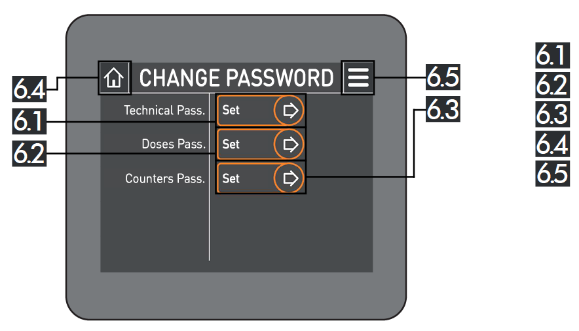 CHANGE PASSWORD
6.4
6.5
6.1
Technical Pass. Set
6.3
6.2
Doses Pass. Set
Counters Pass. Set
6.1
6.2
6.3
6.4
6.5